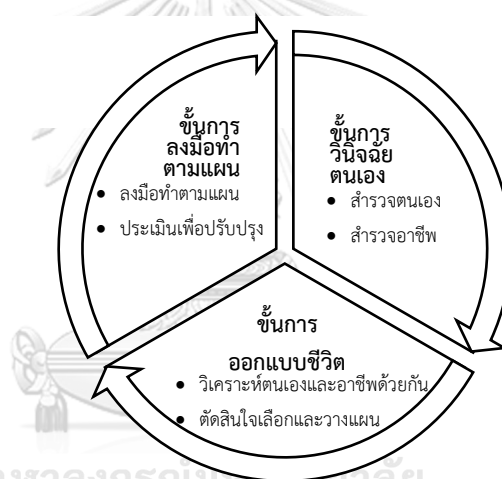 ขั้นการ
ลงมือทำ
ตามแผน
• ลงมือทำตามแผน
• ประเมินเพื่อปรับปรุง
ขั้นการ
วินิจฉัย
ตนเอง
• สำรวจตนเอง
• สำรวจอาชีพ
ขั้นการ
ออกแบบชีวิต
• วิเคราะห์ตนเองและอาชีพด้วยกัน
• ตัดสินใจเลือกและวางแผน